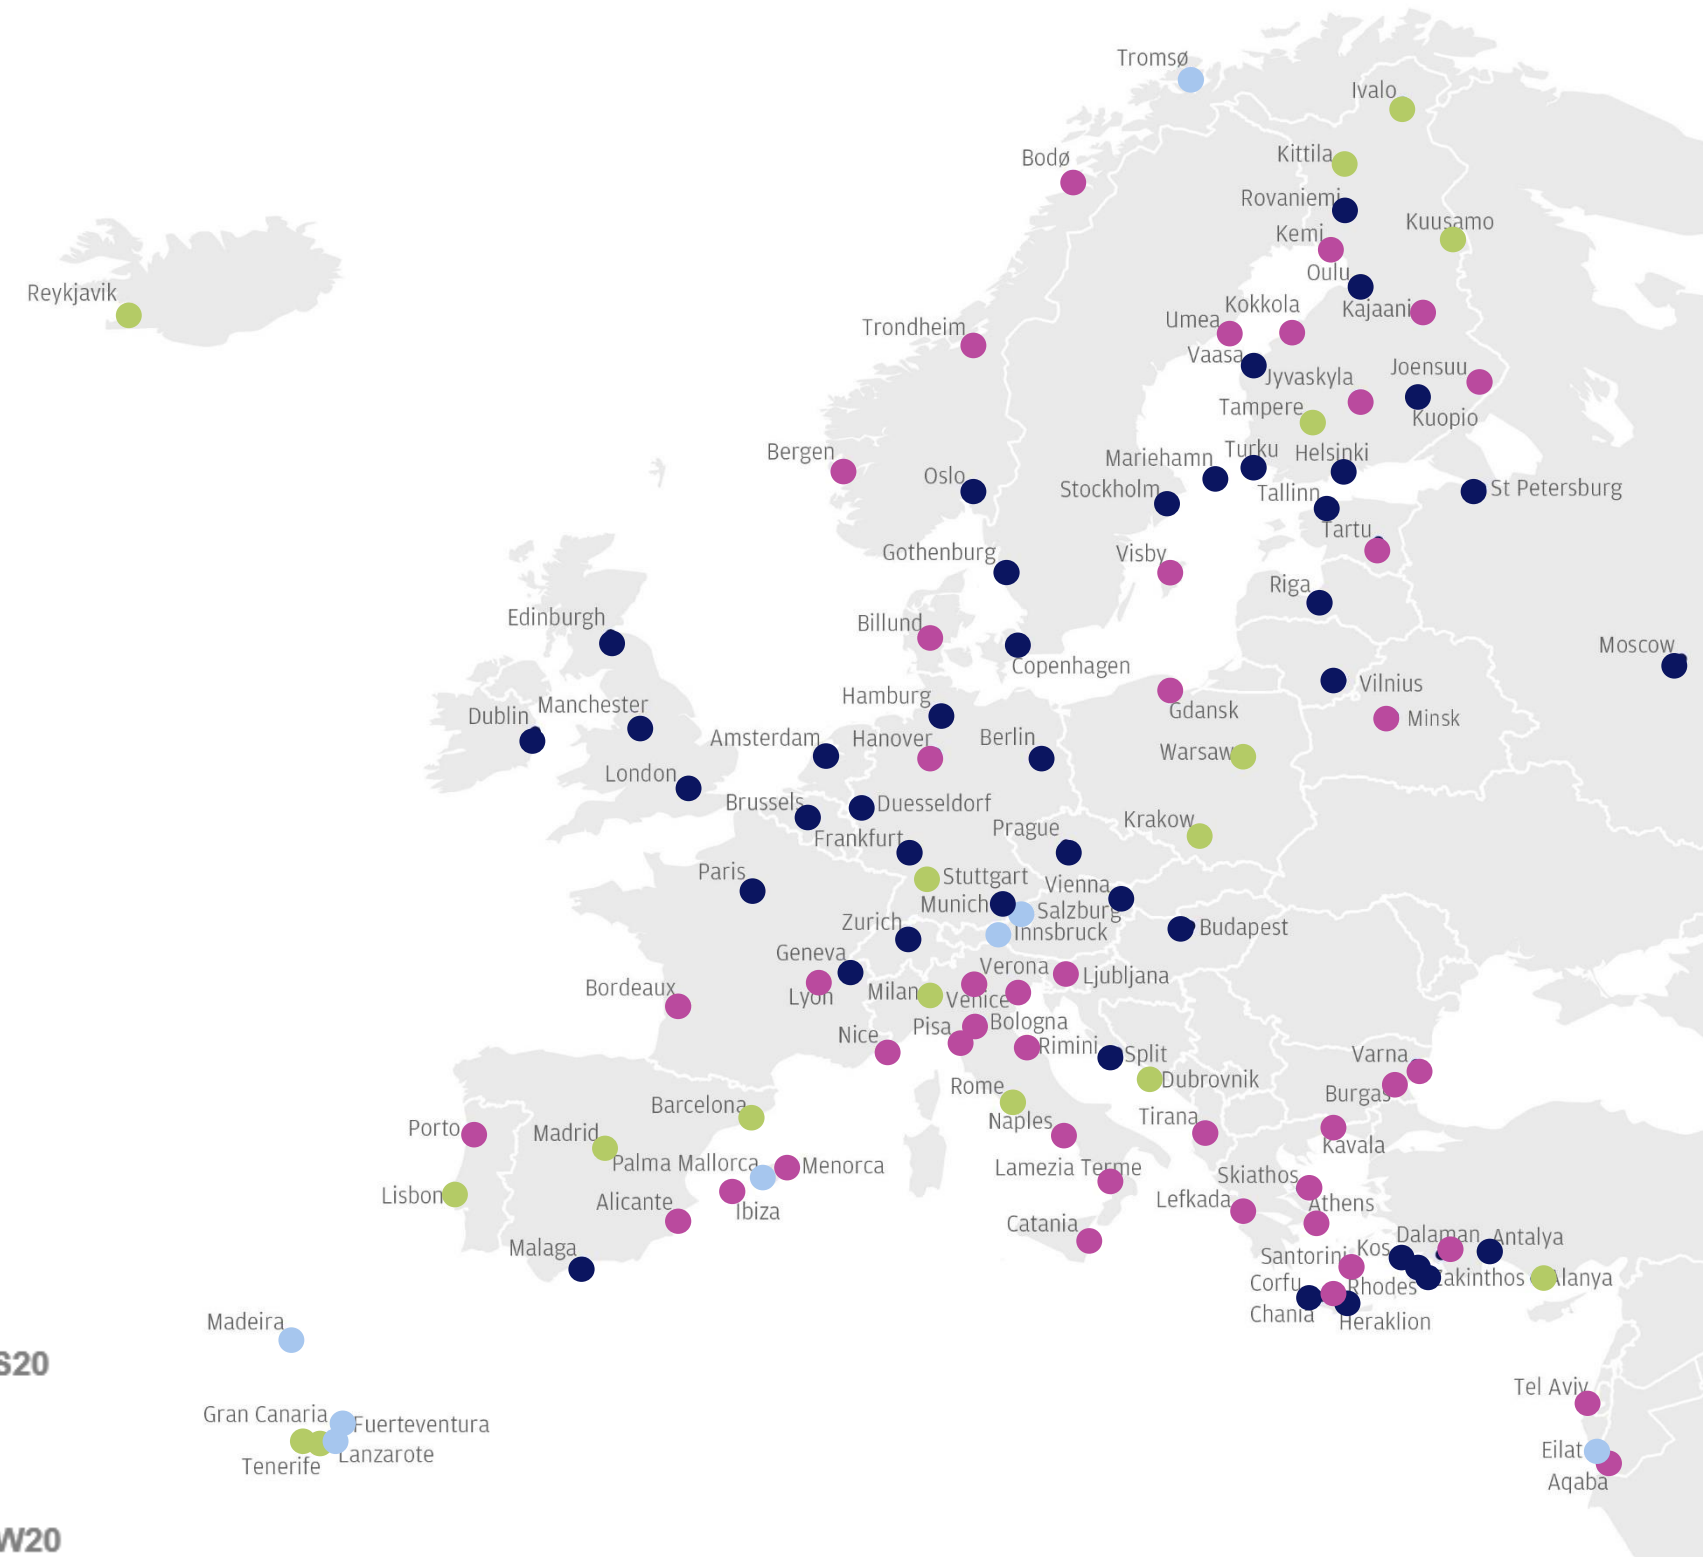 Tromsø
Ivalo
Bodø
Kittila
Rovaniemi
Kuusamo
Kemi
Oulu
Reykjavik
Kokkola
Kajaani
Umea
Trondheim
Vaasa
Joensuu
Jyvaskyla
Tampere
Kuopio
Bergen
Turku
Helsinki
Mariehamn
Oslo
Stockholm
Tallinn
St Petersburg
Tartu
Gothenburg
Visby
Riga
Edinburgh
Billund
Moscow
Copenhagen
Vilnius
Hamburg
Manchester
Gdansk
Dublin
Minsk
Amsterdam
Hanover
Berlin
Warsaw
London
Brussels
Duesseldorf
Krakow
Prague
Frankfurt
Paris
Stuttgart
Vienna
Munich
Salzburg
Zurich
Innsbruck
Budapest
Geneva
Verona
Ljubljana
Bordeaux
Lyon
Milan
Venice
Pisa
Bologna
Nice
Rimini
Split
Varna
Dubrovnik
Rome
Burgas
Barcelona
Naples
Tirana
Porto
Madrid
Kavala
Palma Mallorca
Menorca
Lamezia Terme
Skiathos
Lisbon
Alicante
Ibiza
Lefkada
Athens
Catania
Dalaman
Antalya
Malaga
Kos
Santorini
Zakinthos
Alanya
Corfu
Rhodes
Chania
Heraklion
Madeira
S20
Tel Aviv
Gran Canaria
Fuerteventura
Lanzarote
Tenerife
Eilat
Aqaba
W20